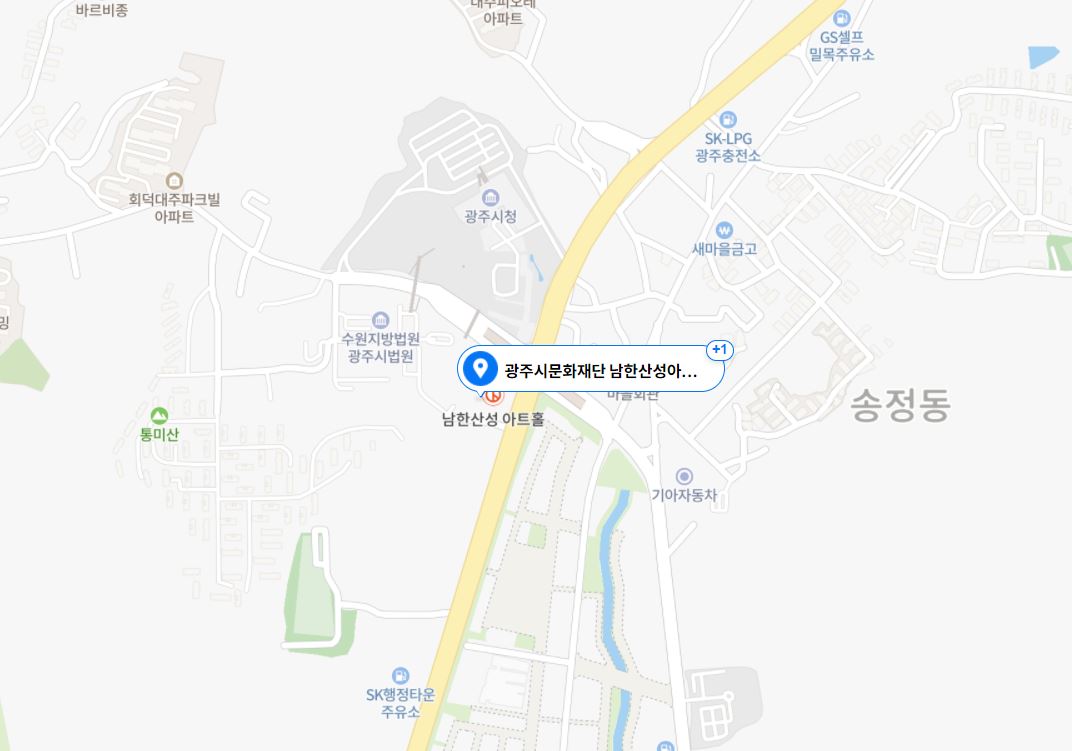 바르비종
대주피오레
아파트
GS셀프
밀목주유소
SK-LPG
광주충전소
회덕대주파크빌
아파트
광주시청
새마을금고
밍
수원지방법원
광주시법원
+1
광주시문화재단 남한산성아...
마을회관
송정동
남한산성 아트홀
통미산
기아자동차
SK행정타운
주유소